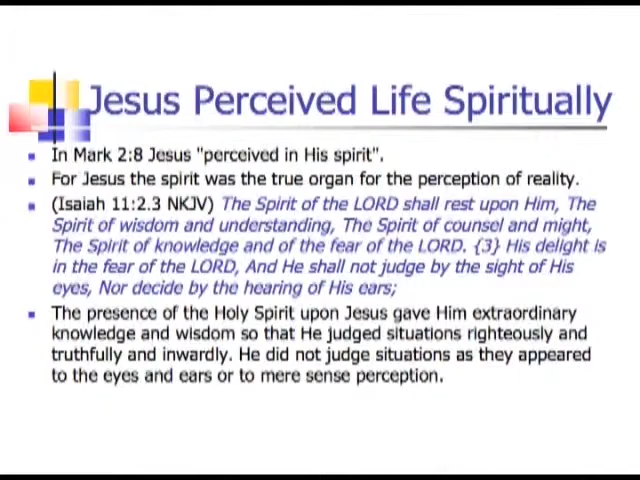 Jesus Perceived Life Spiritually
In Mark 2:8 Jesus "perceived in His spirit".
For Jesus the spirit was the true organ for the perception of reality.
(Isaiah 11:2.3 NKJV) The Spirit of the LORD shall rest upon Him, The
Spirit of wisdom and understanding, The Spirit of counsel and might,
The Spirit of knowledge and of the fear of the LORD. {3} His delight is
in the fear of the LORD, And He shall not judge by the sight of His
eyes, Nor decide by the hearing of His ears;
The presence of the Holy Spirit upon Jesus gave Him extraordinary
knowledge and wisdom so that He judged situations righteously and
truthfully and inwardly. He did not judge situations as they appeared
to the eyes and ears or to mere sense perception.